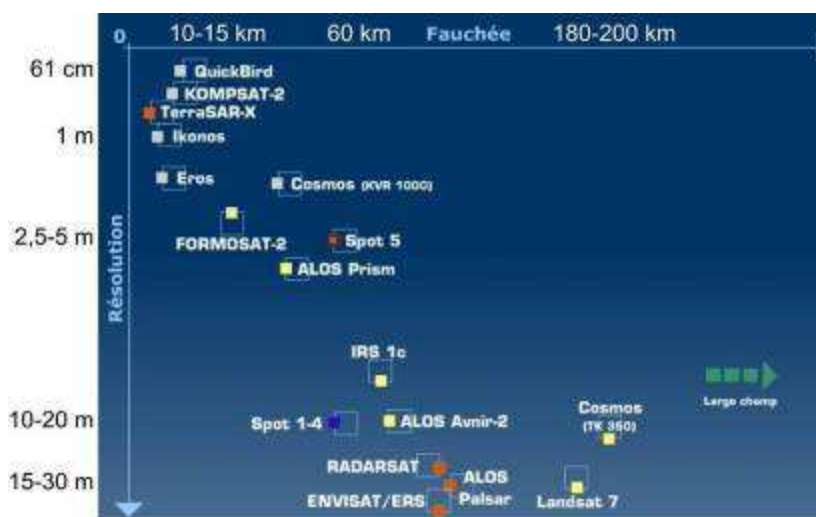 0 10-15 km 60 km Fauchée 180-200 km
61 cm QuickBird
KOMPSAT-2
TerraSAR-X
1 m Ikonos
Eros Cosmos (KVR 1000)
2,5-5 m FORMOSAT-2 Spot 5
ALOS Prism
Résolution
IRS 1c
Large champ
10-20 m Spot 1-4 ALOS Avnir-2 Cosmos
(TK 350)
RADARSAT ALOS
15-30 m ENVISAT/ERS Palsar Landsat 7